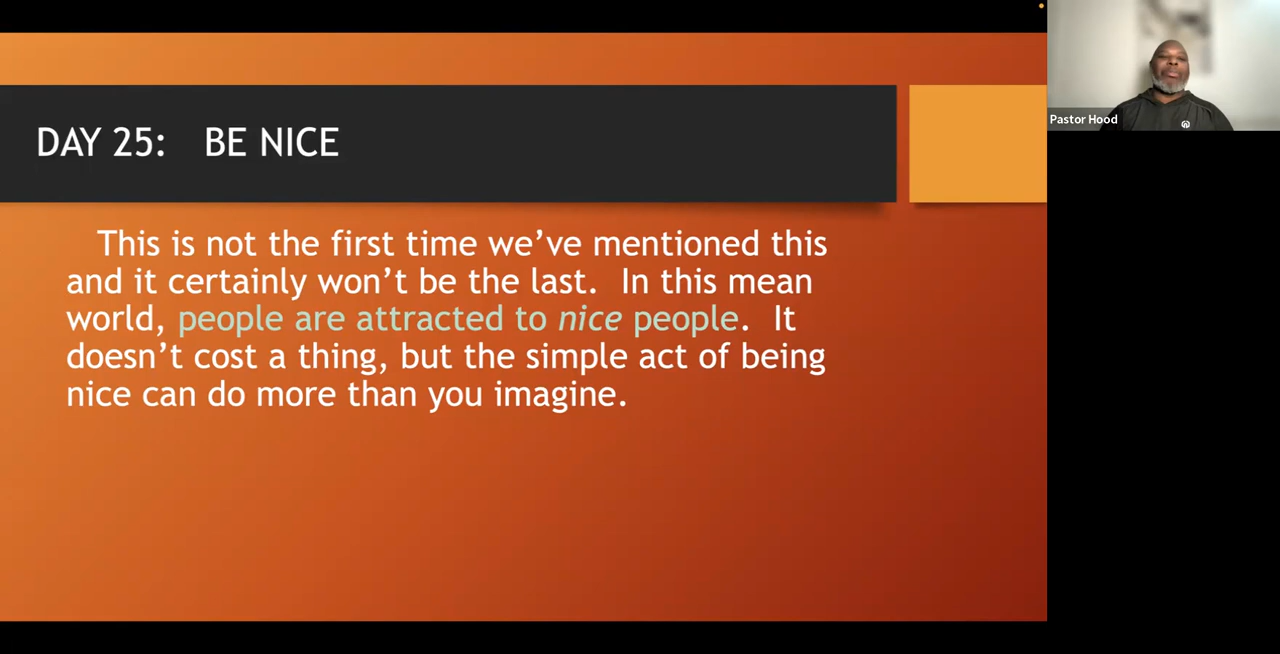 DAY 25: BE NICE
This is not the first time we’ve mentioned this
and it certainly won’t be the last. In this mean
world, people are attracted to nice people. It
doesn’t cost a thing, but the simple act of being
nice can do more than you imagine.
Pastor Hood